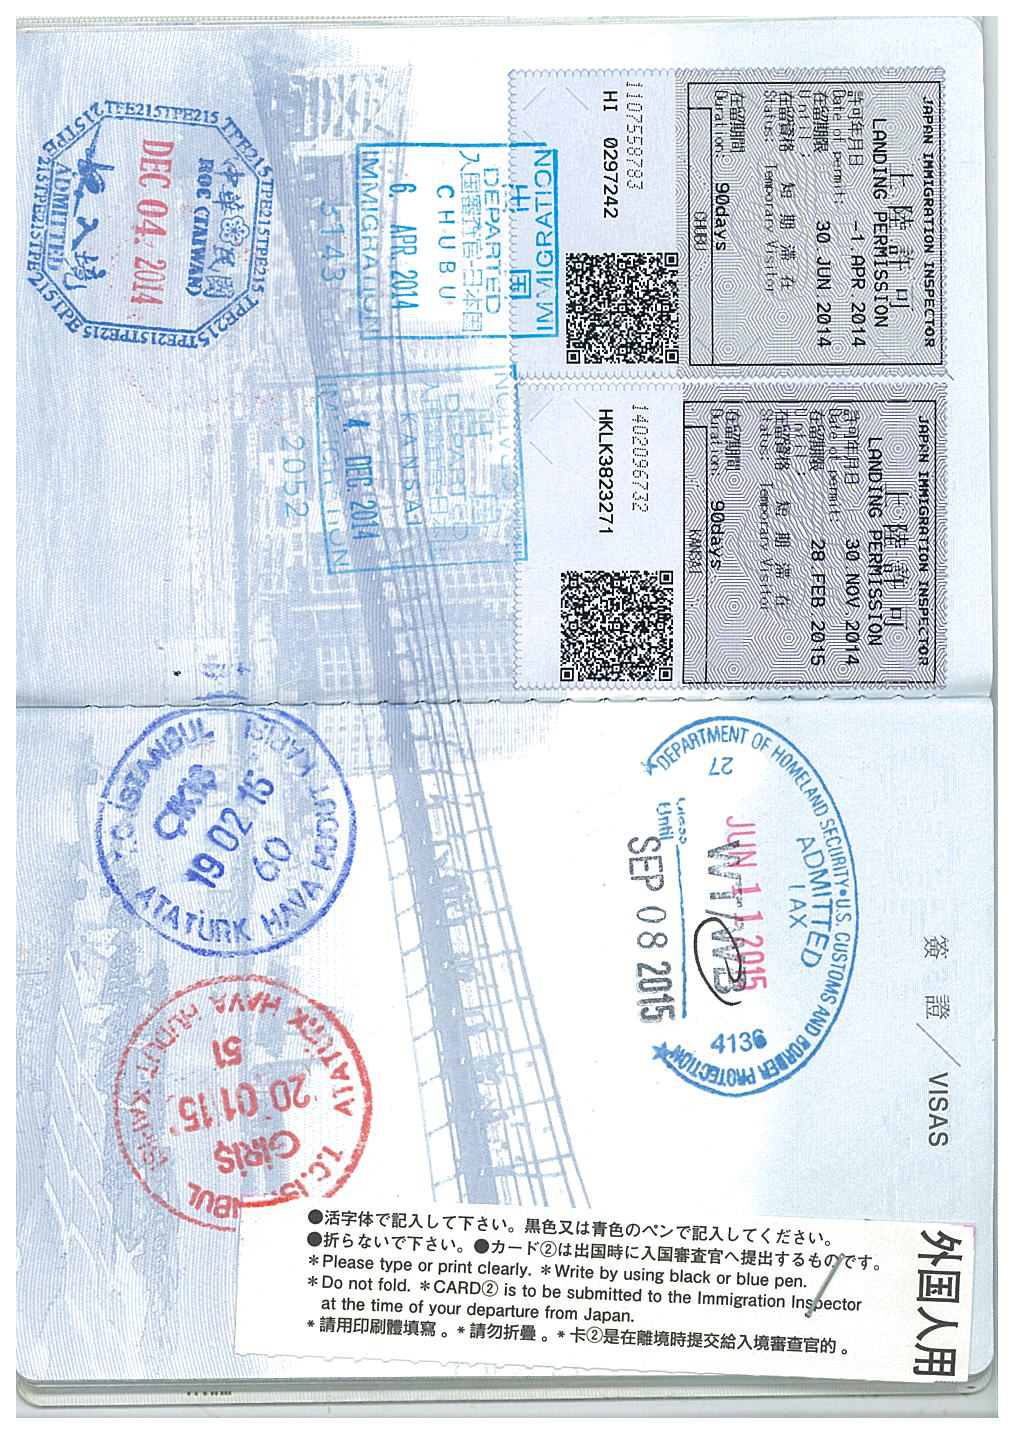 JAPAN IMMIGRATION INSPECTOR
上陸許可
LANDING PERMISSION
許可年月日
Date of permit: -1 APR 2014
在留期限
Until: 30 JUN 2014
在留資格 短期滞在
Status: Temporary Visitor
在留期間
Duration: 90days
CHUBU
1107558783
HI 0297242
JAPAN IMMIGRATION INSPECTOR
上陸許可
LANDING PERMISSION
許可年月日
Date of permit: 30 NOV 2014
在留期限
Until: 28 FEB 2015
在留資格 短期滞在
Status: Temporary Visitor
在留期間
Duration: 90days
KANSAI
1402096732
HKLK3823271
IMMIGRATION
出国
DEPARTED
入国審査官・日本国
CHUBU
6. APR 2014
5143
IMMIGRATION
DEPARTED
KANSAI
4 DEC. 2014
2052
TPE215TPE215
中華民國
ROC (TAIWAN)
DEC 04. 2014
ADMITTED
DEPARTMENT OF HOMELAND SECURITY • U.S. CUSTOMS AND BORDER PROTECTION
ADMITTED
LAX
27
JUN 11 2015
WT/WB
Class
Until
SEP 08 2015
4136
簽證/VISAS
T.C. İSTANBUL
ATATÜRK HAVA HUDUT KAPISI
ÇIKIŞ
19 02 15
60
T.C. İSTANBUL
ATATÜRK HAVA HUDUT KAPISI
GİRİŞ
20 01 15
51
外国人用
●活字体で記入して下さい。黒色又は青色のペンで記入してください。
●折らないで下さい。●カード②は出国時に入国審査官へ提出するものです。
*Please type or print clearly. *Write by using black or blue pen.
*Do not fold. *CARD② is to be submitted to the Immigration Inspector
at the time of your departure from Japan.
*請用印刷體填寫。*請勿折疊。*卡②是在離境時提交給入境審查官的。